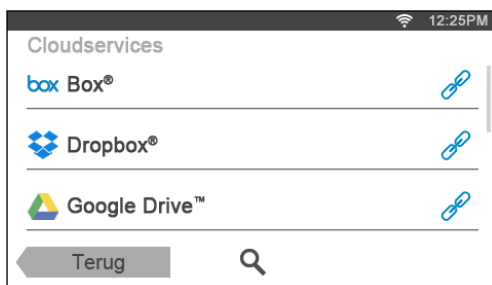 12:25PM
Cloudservices
box Box®
Dropbox®
Google Drive™
Terug